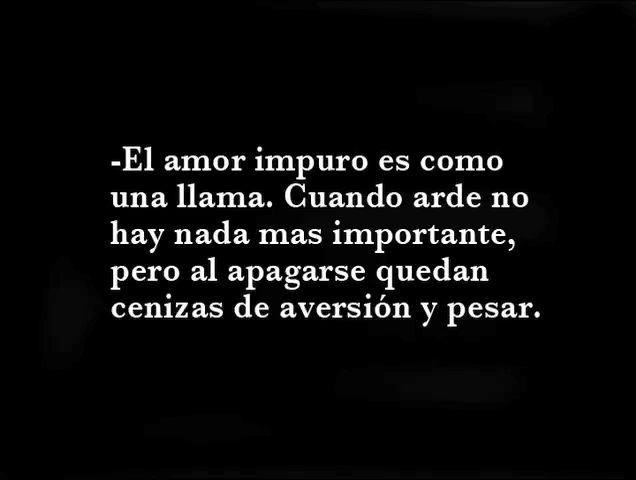 -El amor impuro es como
una llama. Cuando arde no
hay nada mas importante,
pero al apagarse quedan
cenizas de aversión y pesar.